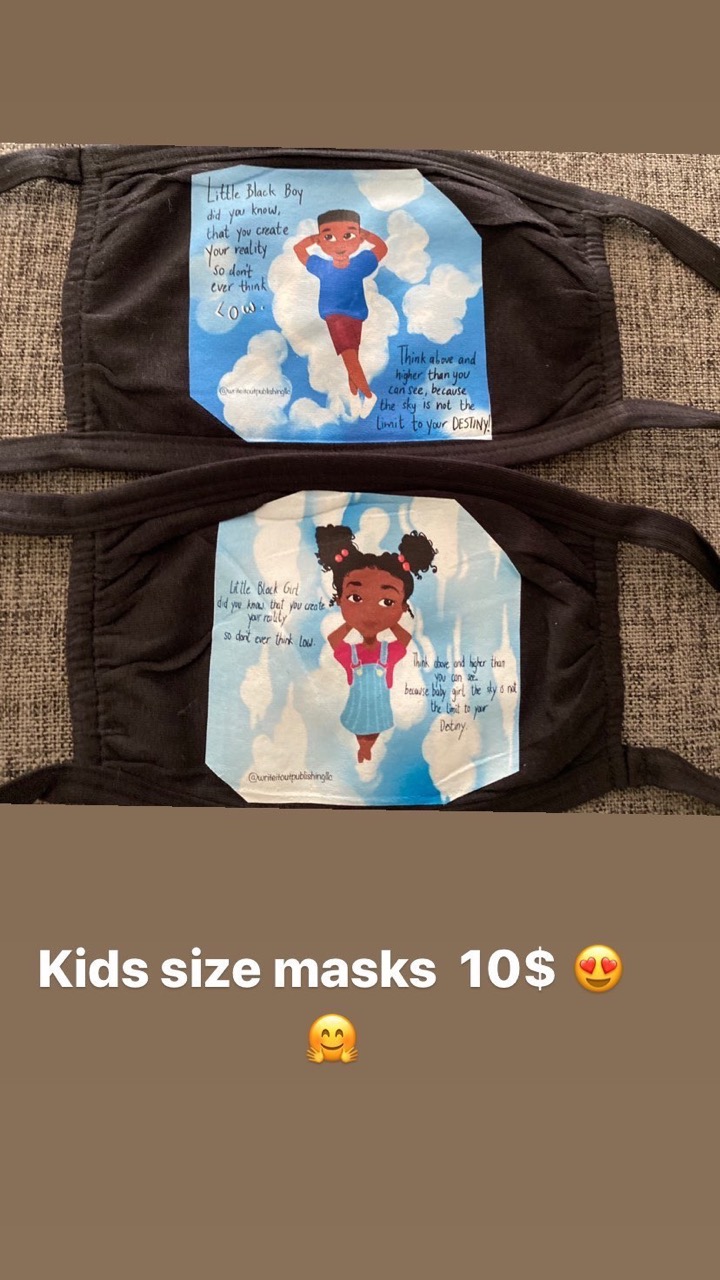 Little Black Boy
did you know,
that you create
Your reality
so don't
ever think
LOW.
Think above and
higher than you
can see, because
the sky is not the
limit to your DESTINY!
@writeitoutpublishingllc
Little Black Girl
did you know that you create
your reality
so don't ever think low.
Think above and higher than
you can see.
because baby girl the sky is not
the limit to your
Destiny.
@writeitoutpublishingllc
Kids size masks 10$ 😍
🤗